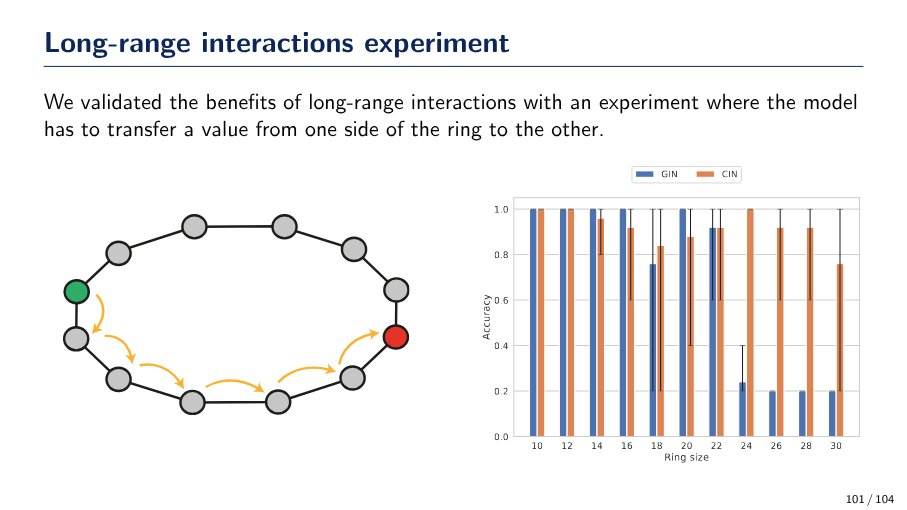 Long-range interactions experiment
We validated the benefits of long-range interactions with an experiment where the model
has to transfer a value from one side of the ring to the other.
GIN CIN
1.0
0.8
0.6
0.4
0.2
0.0
Accuracy
10 12 14 16 18 20 22 24 26 28 30
Ring size
101 / 104